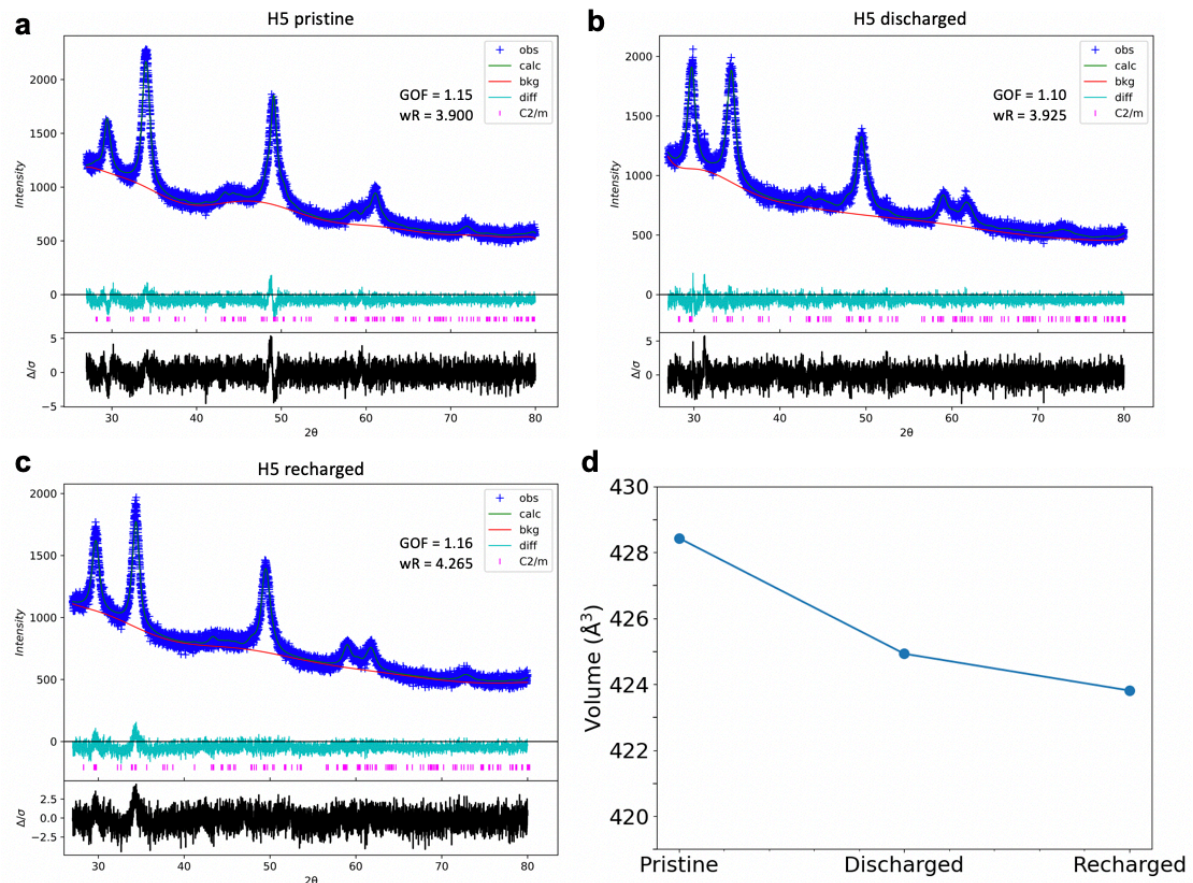 a
H5 pristine
obs
calc
bkg
diff
C2/m
GOF = 1.15
wR = 3.900
Intensity
2000
1500
1000
500
0
Δ/σ
5
0
−5
30 40 50 60 70 80
2θ
b
H5 discharged
obs
calc
bkg
diff
C2/m
GOF = 1.10
wR = 3.925
Intensity
2000
1500
1000
500
0
Δ/σ
5
0
30 40 50 60 70 80
2θ
c
H5 recharged
obs
calc
bkg
diff
C2/m
GOF = 1.16
wR = 4.265
Intensity
2000
1500
1000
500
0
Δ/σ
2.5
0.0
−2.5
30 40 50 60 70 80
2θ
d
Volume (Å³)
430
428
426
424
422
420
Pristine Discharged Recharged